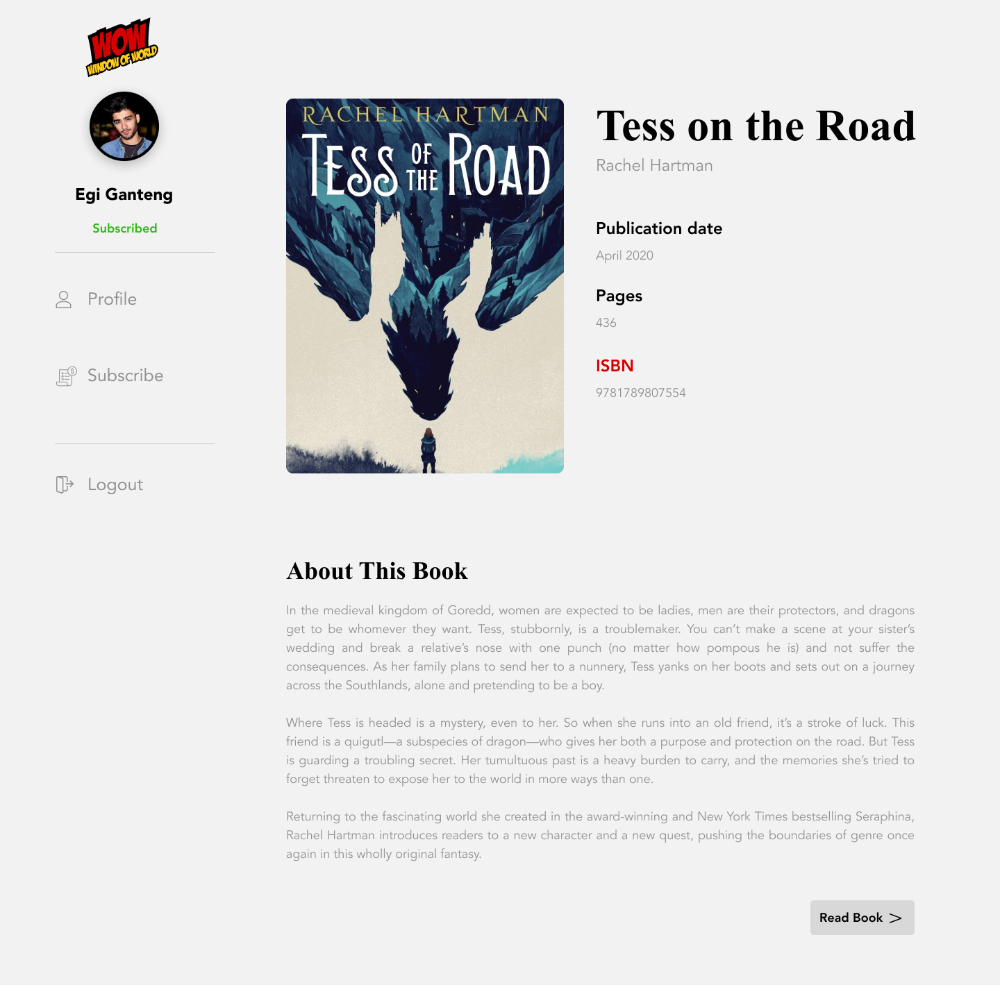 WOW
WINDOW OF WORLD
Egi Ganteng
Subscribed
Profile
Subscribe
Logout
RACHEL HARTMAN
TESS OF THE ROAD
Tess on the Road
Rachel Hartman
Publication date
April 2020
Pages
436
ISBN
9781789807554
About This Book
In the medieval kingdom of Goredd, women are expected to be ladies, men are their protectors, and dragons
get to be whomever they want. Tess, stubbornly, is a troublemaker. You can’t make a scene at your sister’s
wedding and break a relative’s nose with one punch (no matter how pompous he is) and not suffer the
consequences. As her family plans to send her to a nunnery, Tess yanks on her boots and sets out on a journey
across the Southlands, alone and pretending to be a boy.
Where Tess is headed is a mystery, even to her. So when she runs into an old friend, it’s a stroke of luck. This
friend is a quigutl—a subspecies of dragon—who gives her both a purpose and protection on the road. But Tess
is guarding a troubling secret. Her tumultuous past is a heavy burden to carry, and the memories she’s tried to
forget threaten to expose her to the world in more ways than one.
Returning to the fascinating world she created in the award-winning and New York Times bestselling Seraphina,
Rachel Hartman introduces readers to a new character and a new quest, pushing the boundaries of genre once
again in this wholly original fantasy.
Read Book >